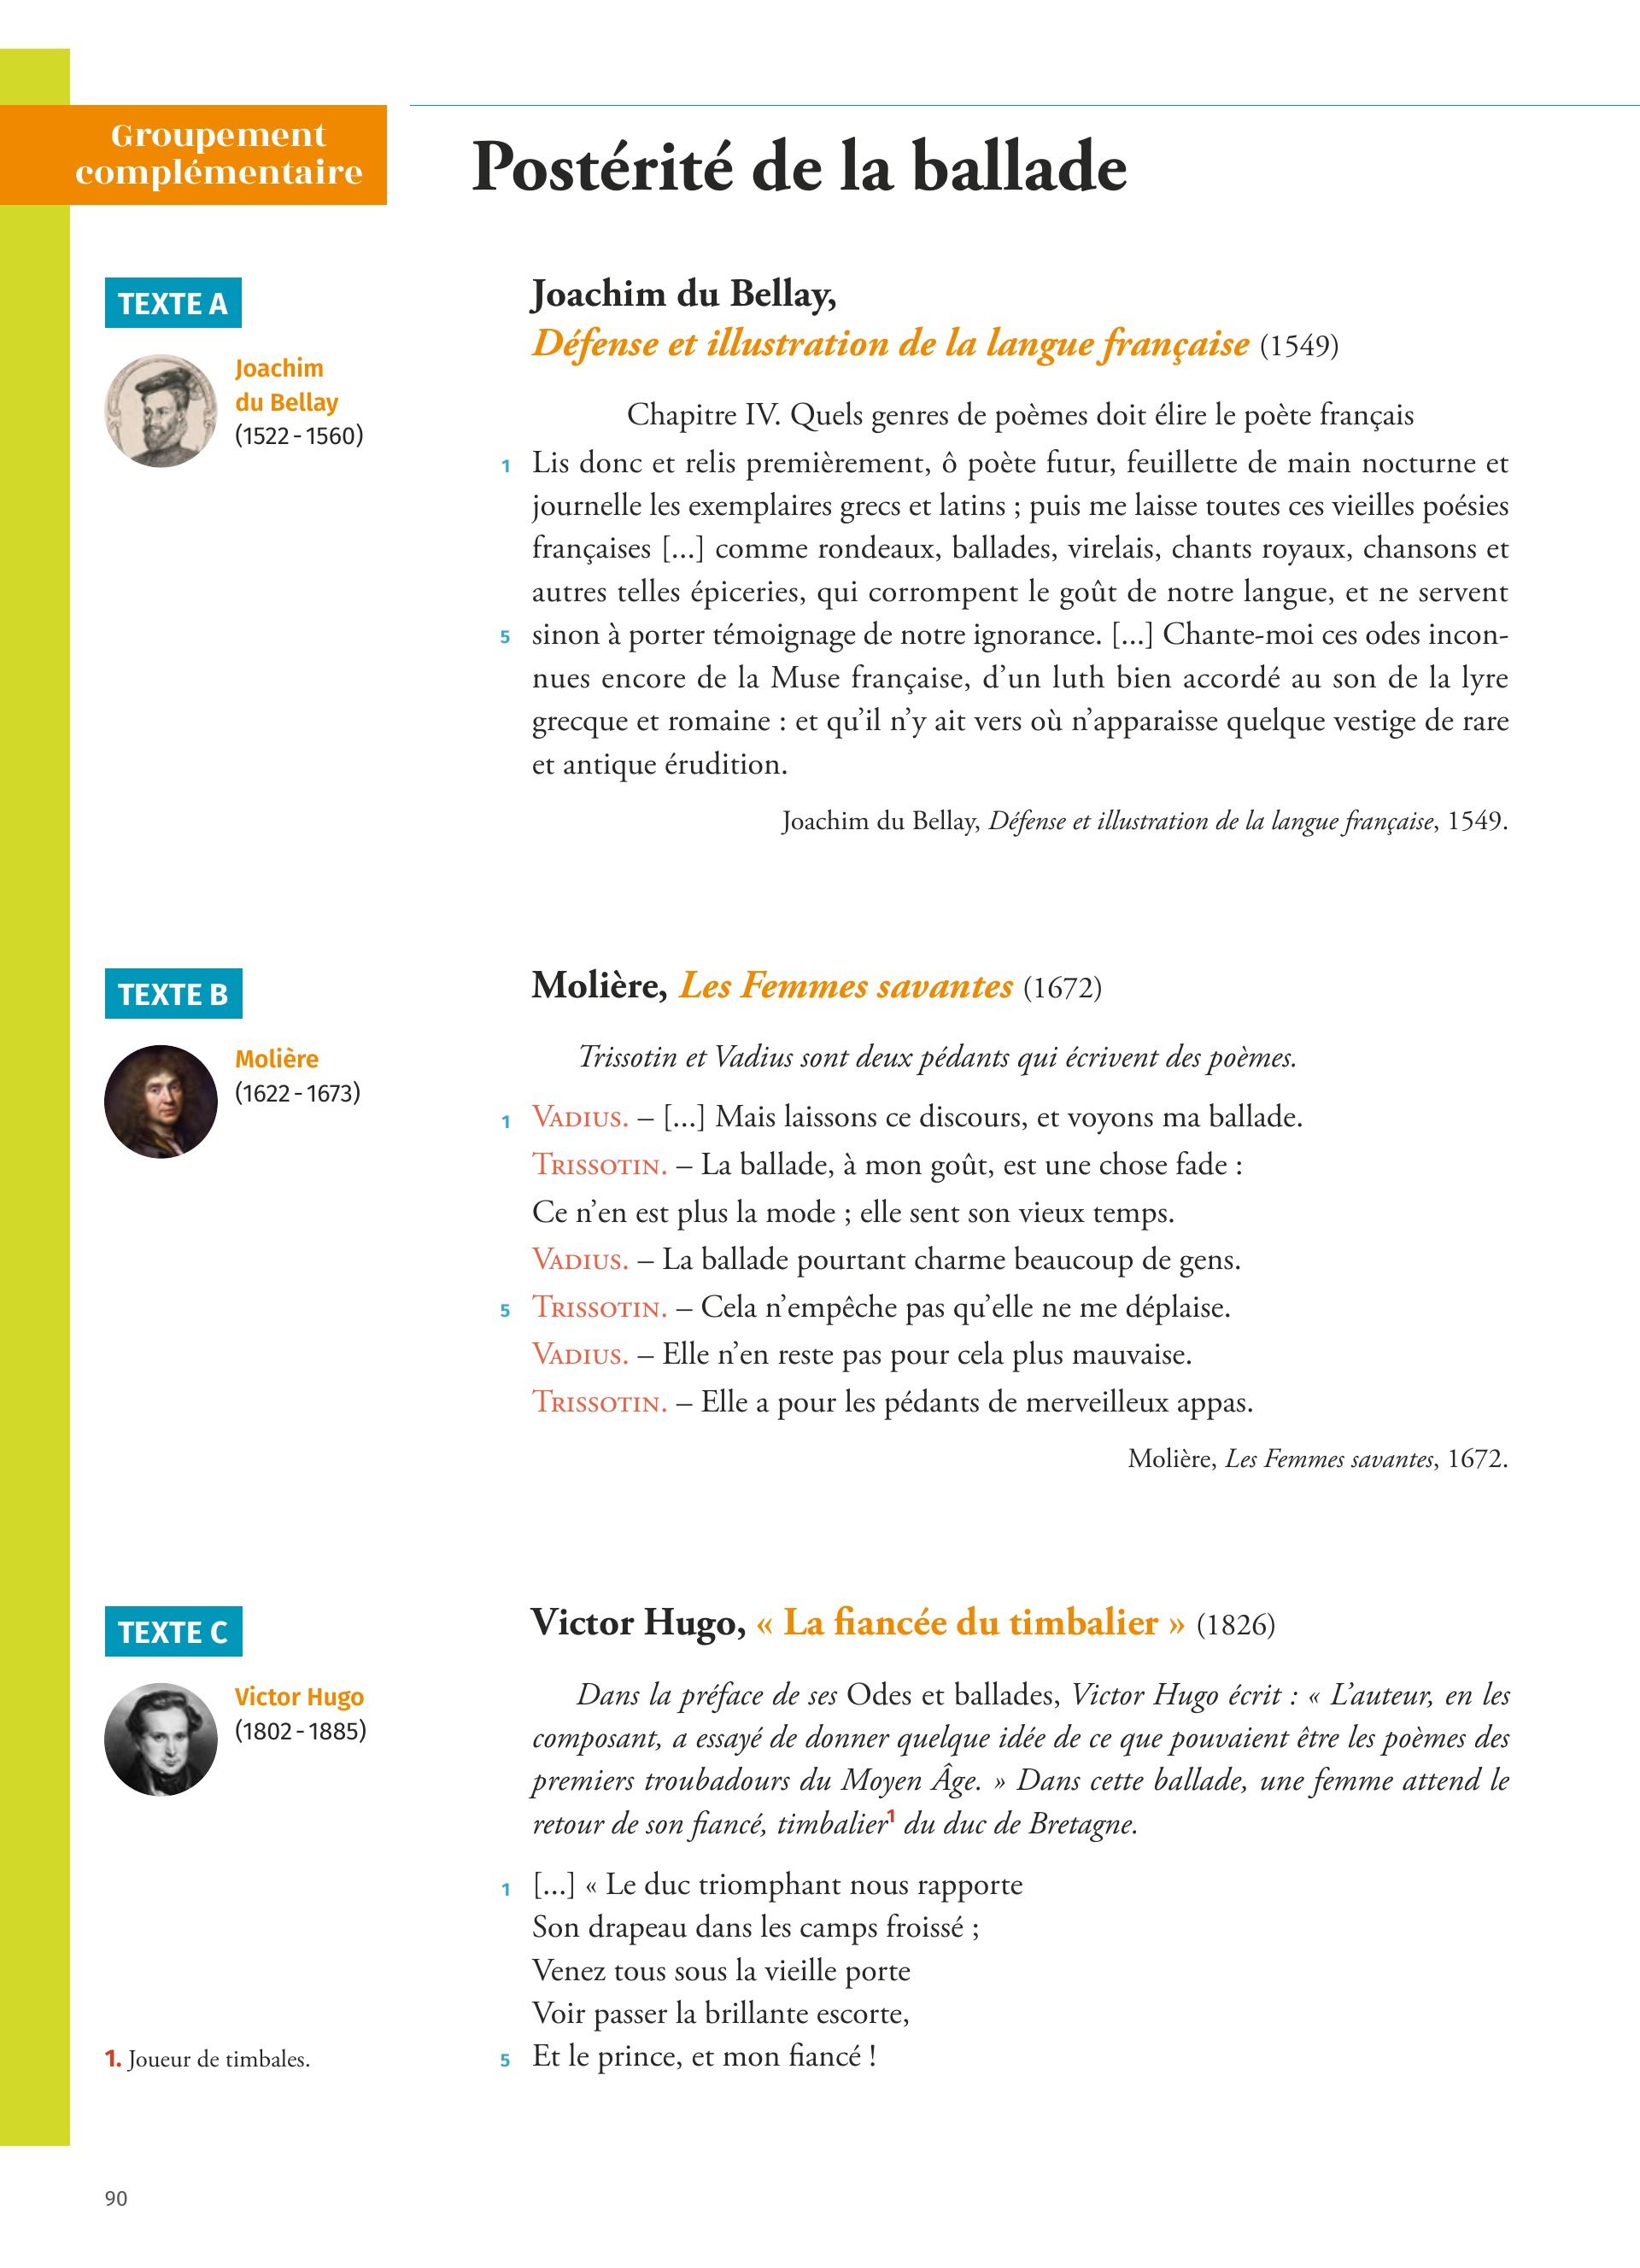 Groupement
complémentaire
Postérité de la ballade
TEXTE A
Joachim
du Bellay
(1522 - 1560)
Joachim du Bellay,
Défense et illustration de la langue française (1549)
Chapitre IV. Quels genres de poèmes doit élire le poète français
1 Lis donc et relis premièrement, ô poète futur, feuillette de main nocturne et
journelle les exemplaires grecs et latins ; puis me laisse toutes ces vieilles poésies
françaises [...] comme rondeaux, ballades, virelais, chants royaux, chansons et
autres telles épiceries, qui corrompent le goût de notre langue, et ne servent
5 sinon à porter témoignage de notre ignorance. [...] Chante-moi ces odes incon-
nues encore de la Muse française, d’un luth bien accordé au son de la lyre
grecque et romaine : et qu’il n’y ait vers où n’apparaisse quelque vestige de rare
et antique érudition.
Joachim du Bellay, Défense et illustration de la langue française, 1549.
TEXTE B
Molière
(1622 - 1673)
Molière, Les Femmes savantes (1672)
Trissotin et Vadius sont deux pédants qui écrivent des poèmes.
1 VADIUS. – [...] Mais laissons ce discours, et voyons ma ballade.
TRISSOTIN. – La ballade, à mon goût, est une chose fade :
Ce n’en est plus la mode ; elle sent son vieux temps.
VADIUS. – La ballade pourtant charme beaucoup de gens.
5 TRISSOTIN. – Cela n’empêche pas qu’elle ne me déplaise.
VADIUS. – Elle n’en reste pas pour cela plus mauvaise.
TRISSOTIN. – Elle a pour les pédants de merveilleux appas.
Molière, Les Femmes savantes, 1672.
TEXTE C
Victor Hugo
(1802 - 1885)
Victor Hugo, « La fiancée du timbalier » (1826)
Dans la préface de ses Odes et ballades, Victor Hugo écrit : « L’auteur, en les
composant, a essayé de donner quelque idée de ce que pouvaient être les poèmes des
premiers troubadours du Moyen Âge. » Dans cette ballade, une femme attend le
retour de son fiancé, timbalier1 du duc de Bretagne.
1 [...] « Le duc triomphant nous rapporte
Son drapeau dans les camps froissé ;
Venez tous sous la vieille porte
Voir passer la brillante escorte,
5 Et le prince, et mon fiancé !
1. Joueur de timbales.
90